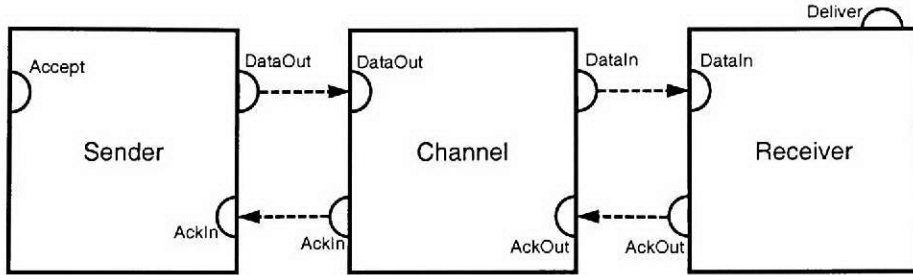 Deliver
Accept
DataOut
DataOut
DataIn
DataIn
Sender
Channel
Receiver
AckIn
AckIn
AckOut
AckOut